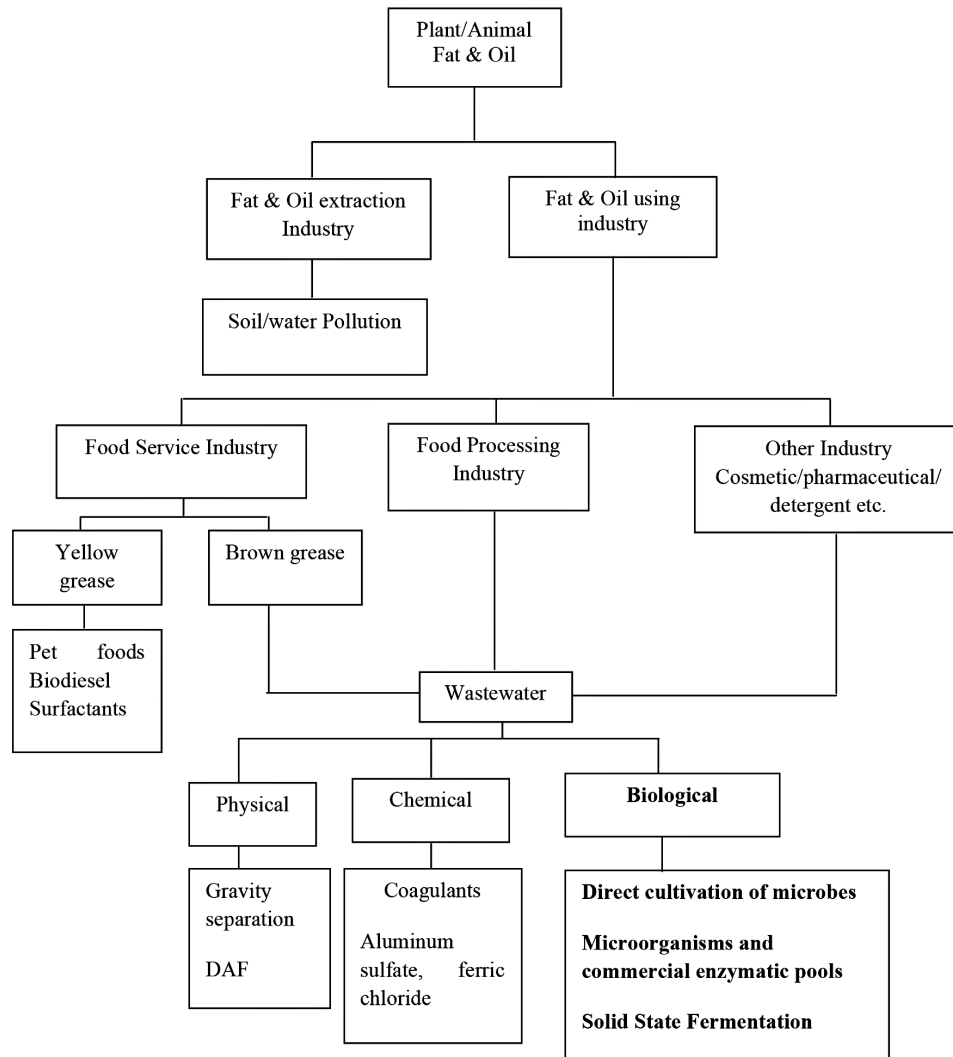 Plant/Animal
Fat & Oil
Fat & Oil extraction
Industry
Fat & Oil using
industry
Soil/water Pollution
Food Service Industry
Food Processing
Industry
Other Industry
Cosmetic/pharmaceutical/
detergent etc.
Yellow
grease
Brown grease
Pet foods
Biodiesel
Surfactants
Wastewater
Physical
Chemical
Biological
Gravity
separation
DAF
Coagulants
Aluminum
sulfate, ferric
chloride
Direct cultivation of microbes
Microorganisms and
commercial enzymatic pools
Solid State Fermentation